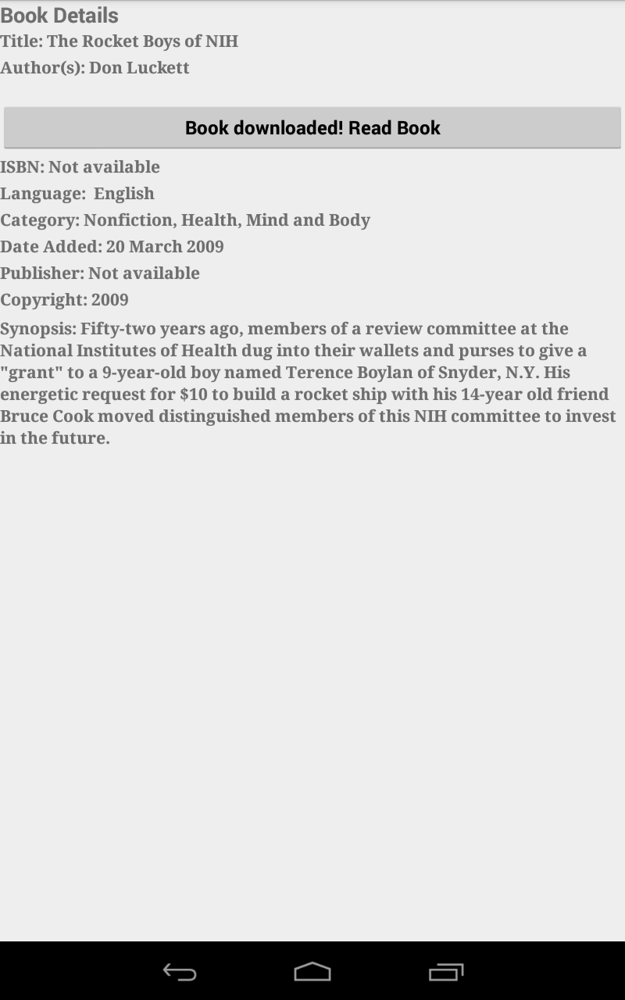 Book Details
Title: The Rocket Boys of NIH
Author(s): Don Luckett
Book downloaded! Read Book
ISBN: Not available
Language:  English
Category: Nonfiction, Health, Mind and Body
Date Added: 20 March 2009
Publisher: Not available
Copyright: 2009
Synopsis: Fifty-two years ago, members of a review committee at the
National Institutes of Health dug into their wallets and purses to give a
"grant" to a 9-year-old boy named Terence Boylan of Snyder, N.Y. His
energetic request for $10 to build a rocket ship with his 14-year old friend
Bruce Cook moved distinguished members of this NIH committee to invest
in the future.